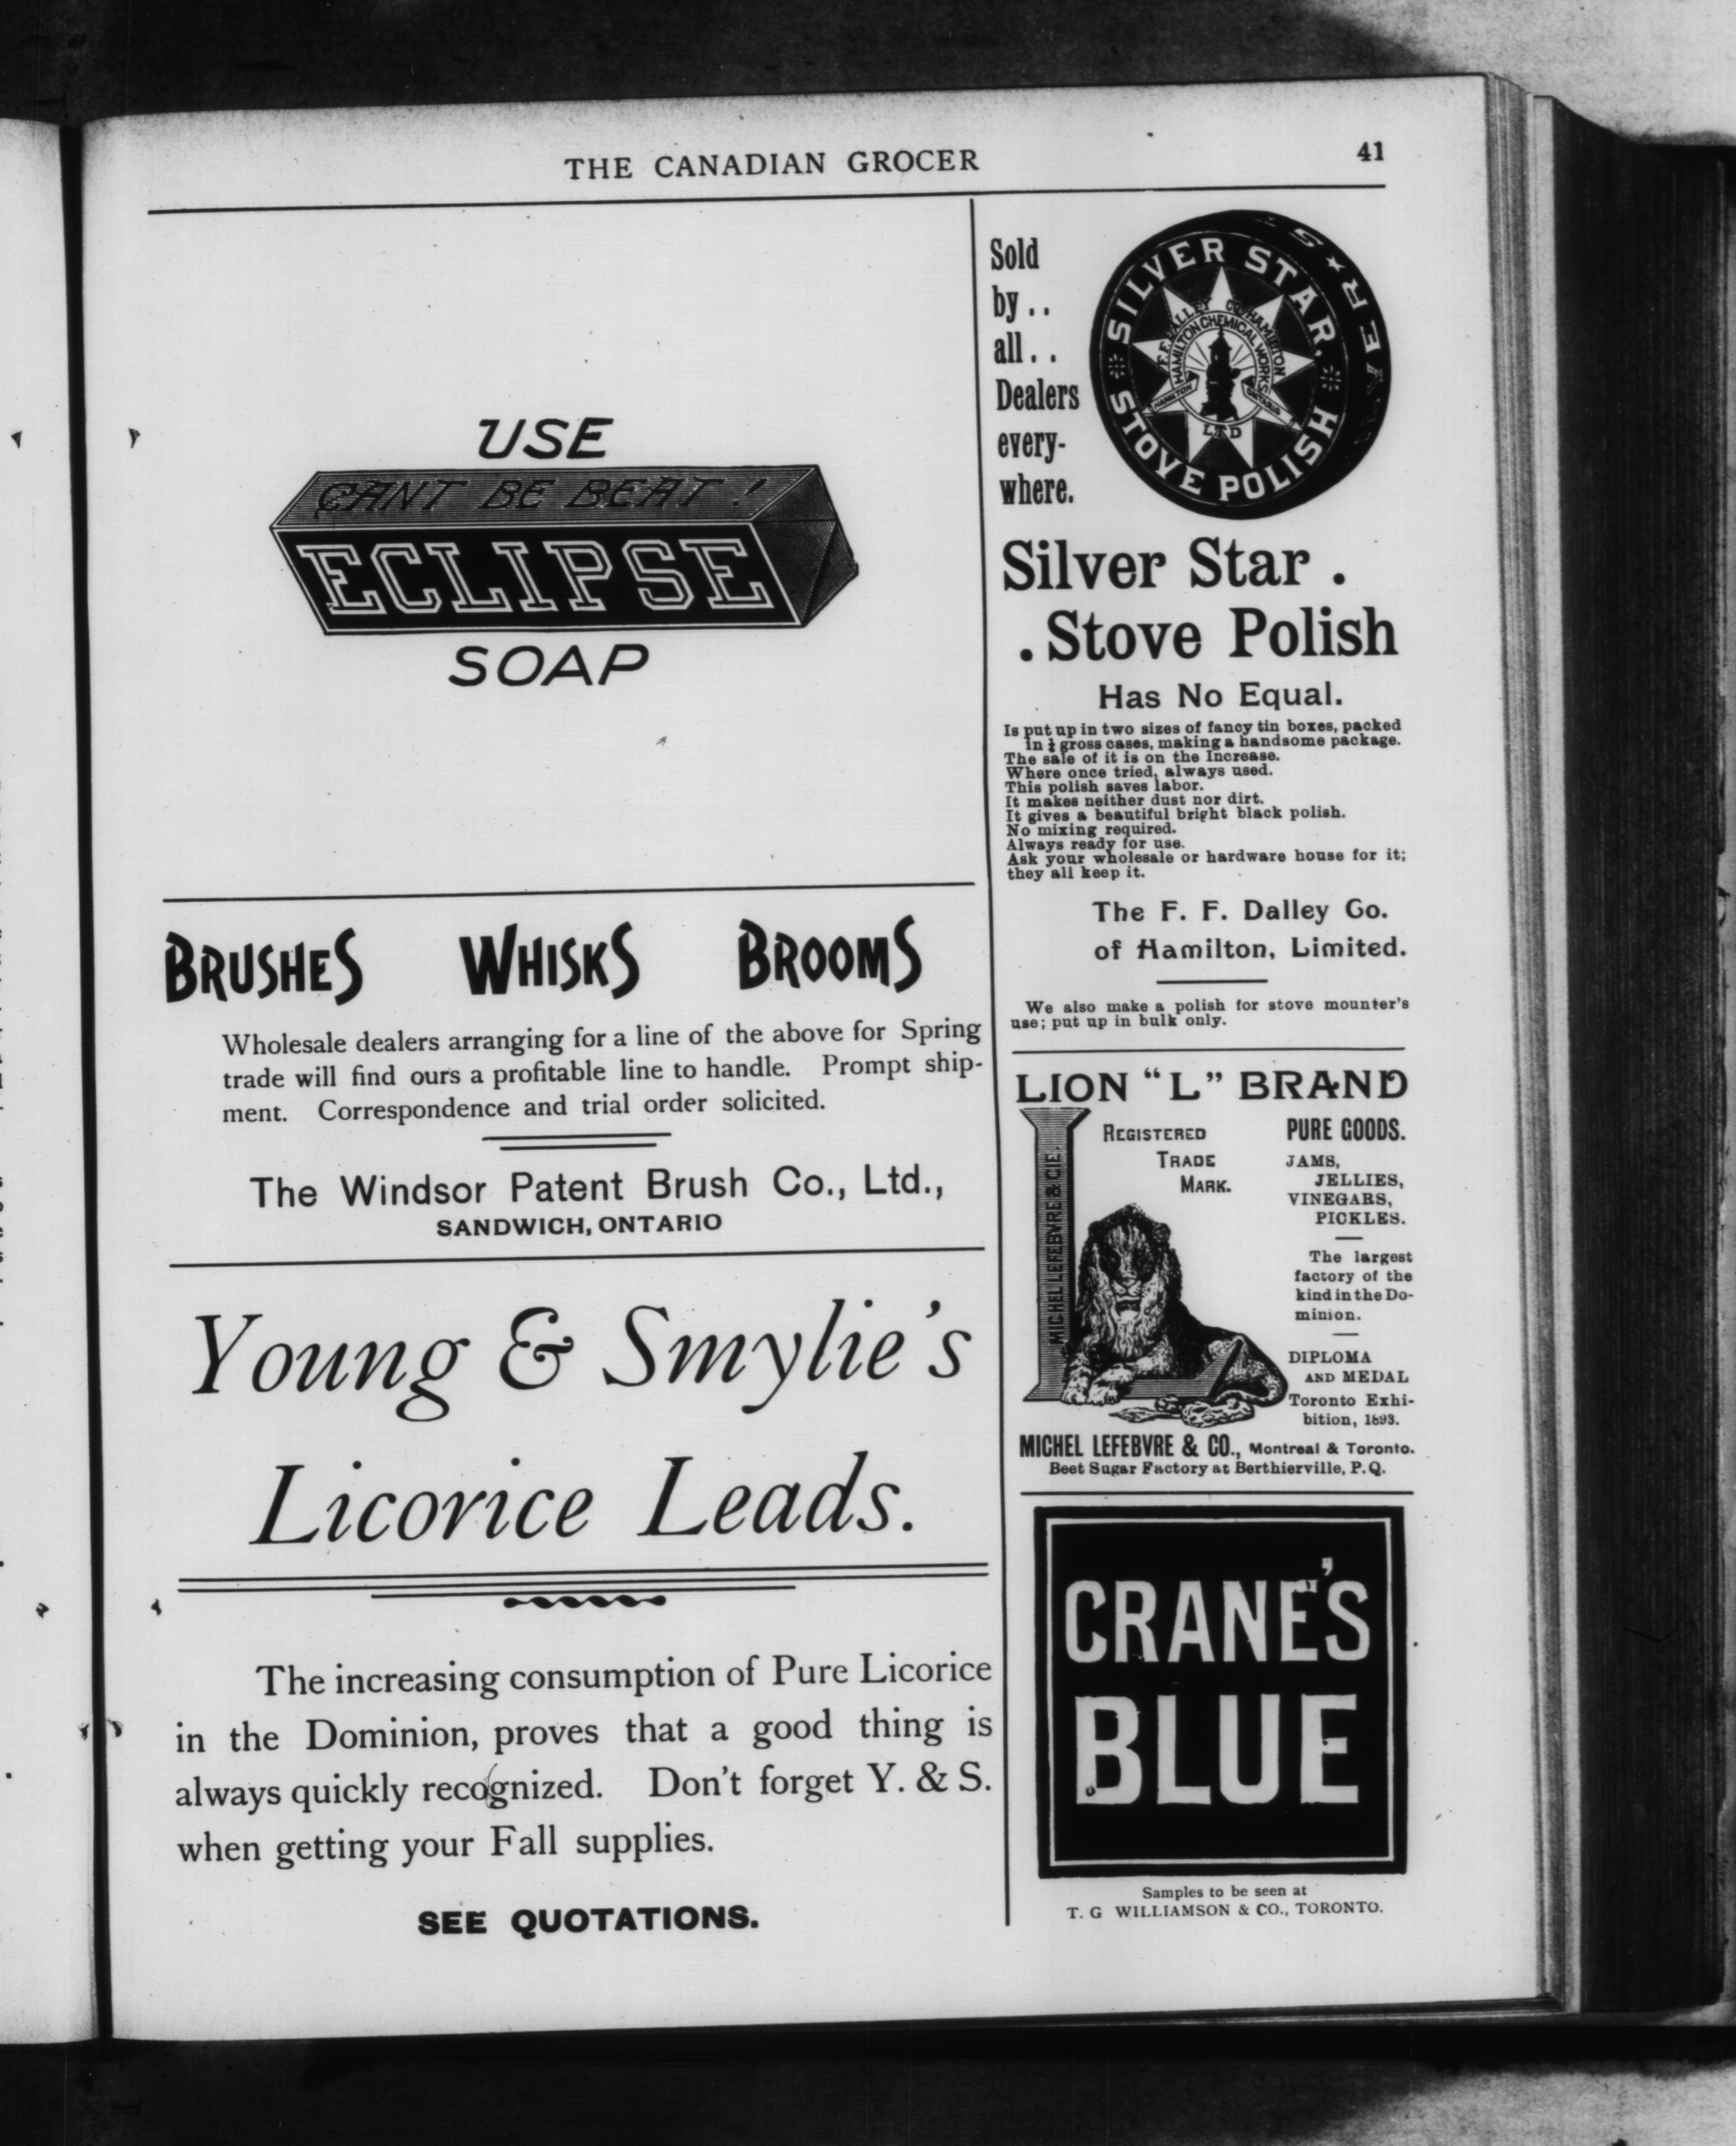 THE CANADIAN GROCER
41
USE
CANT BE BEAT !
ECLIPSE
SOAP
BRUSHES WHISKS BROOMS
Wholesale dealers arranging for a line of the above for Spring
trade will find ours a profitable line to handle. Prompt ship-
ment. Correspondence and trial order solicited.
The Windsor Patent Brush Co., Ltd.,
SANDWICH, ONTARIO
Young & Smylie's
Licorice Leads.
The increasing consumption of Pure Licorice
in the Dominion, proves that a good thing is
always quickly recognized. Don't forget Y. & S.
when getting your Fall supplies.
SEE QUOTATIONS.
Sold
by . .
all . .
Dealers
every-
where.
SILVER STAR.
STOVE POLISH
F. F. DALLEY CO. HAMILTON
HAMILTON CHEMICAL WORKS
HAMILTON ONTARIO
LTD
Silver Star .
. Stove Polish
Has No Equal.
Is put up in two sizes of fancy tin boxes, packed
in ½ gross cases, making a handsome package.
The sale of it is on the Increase.
Where once tried, always used.
This polish saves labor.
It makes neither dust nor dirt.
It gives a beautiful bright black polish.
No mixing required.
Always ready for use.
Ask your wholesale or hardware house for it;
they all keep it.
The F. F. Dalley Co.
of Hamilton, Limited.
We also make a polish for stove mounter's
use; put up in bulk only.
LION "L" BRAND
REGISTERED
TRADE
MARK.
MICHEL LEFEBVRE & CIE.
PURE GOODS.
JAMS,
JELLIES,
VINEGARS,
PICKLES.
The largest
factory of the
kind in the Do-
minion.
DIPLOMA
AND MEDAL
Toronto Exhi-
bition, 1893.
MICHEL LEFEBVRE & CO., Montreal & Toronto.
Beet Sugar Factory at Berthierville, P.Q.
CRANE'S
BLUE
Samples to be seen at
T. G WILLIAMSON & CO., TORONTO.